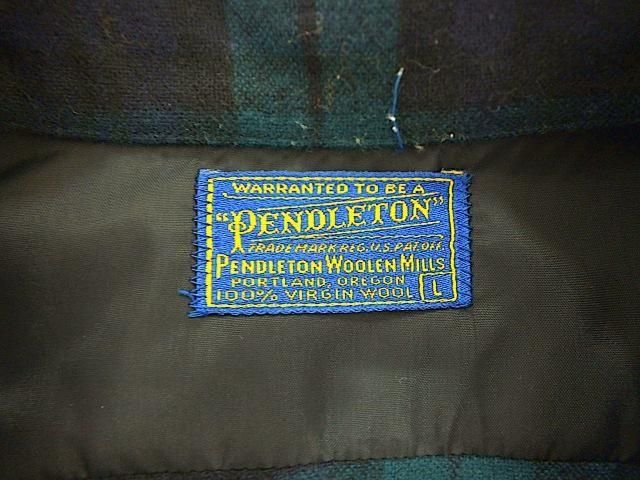 WARRANTED TO BE A
"PENDLETON"
TRADE MARK REG. U.S. PAT. OFF.
PENDLETON WOOLEN MILLS
PORTLAND, OREGON
100% VIRGIN WOOL L